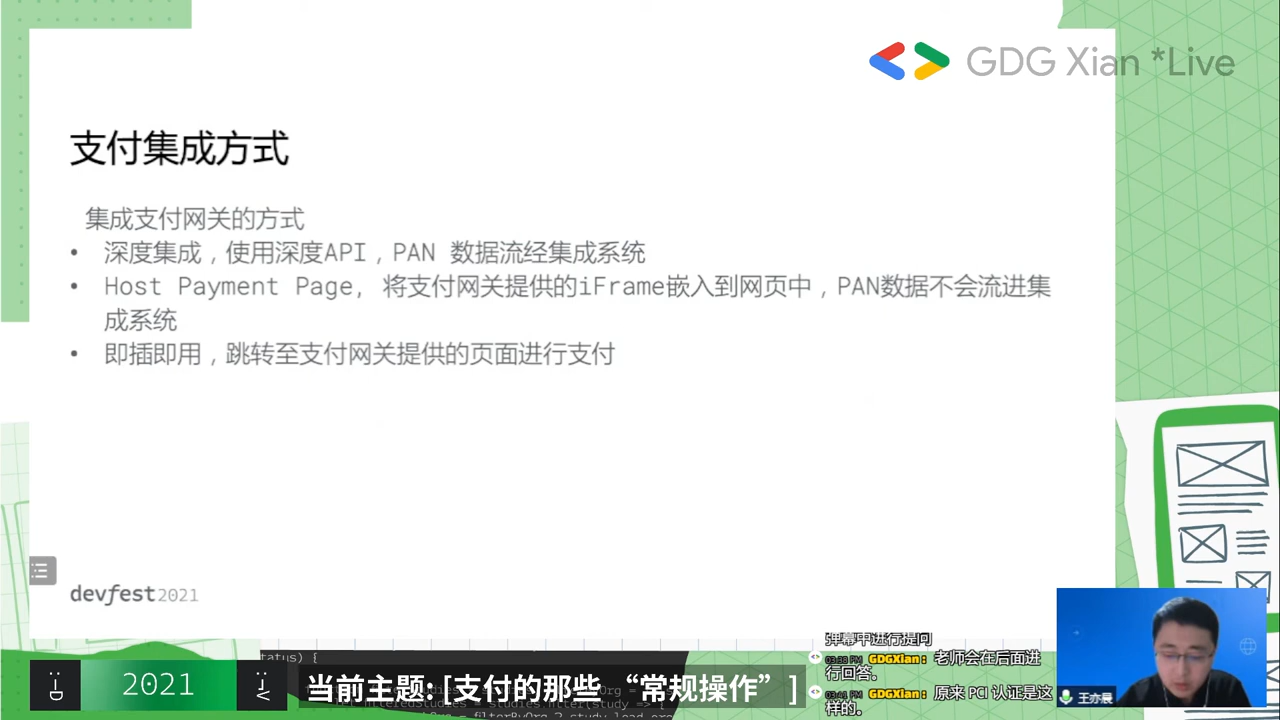 GDG Xian *Live
支付集成方式
集成支付网关的方式
• 深度集成，使用深度API，PAN 数据流经集成系统
• Host Payment Page, 将支付网关提供的iFrame嵌入到网页中，PAN数据不会流进集
成系统
• 即插即用，跳转至支付网关提供的页面进行支付
devfest2021
弹幕中进行提问
03:38 PM GDGXian： 老师会在后面进
行回答。
03:41 PM GDGXian： 原来 PCI 认证是这
样的。
tatus) {
2021
当前主题: [支付的那些 “常规操作” ]
王亦晨